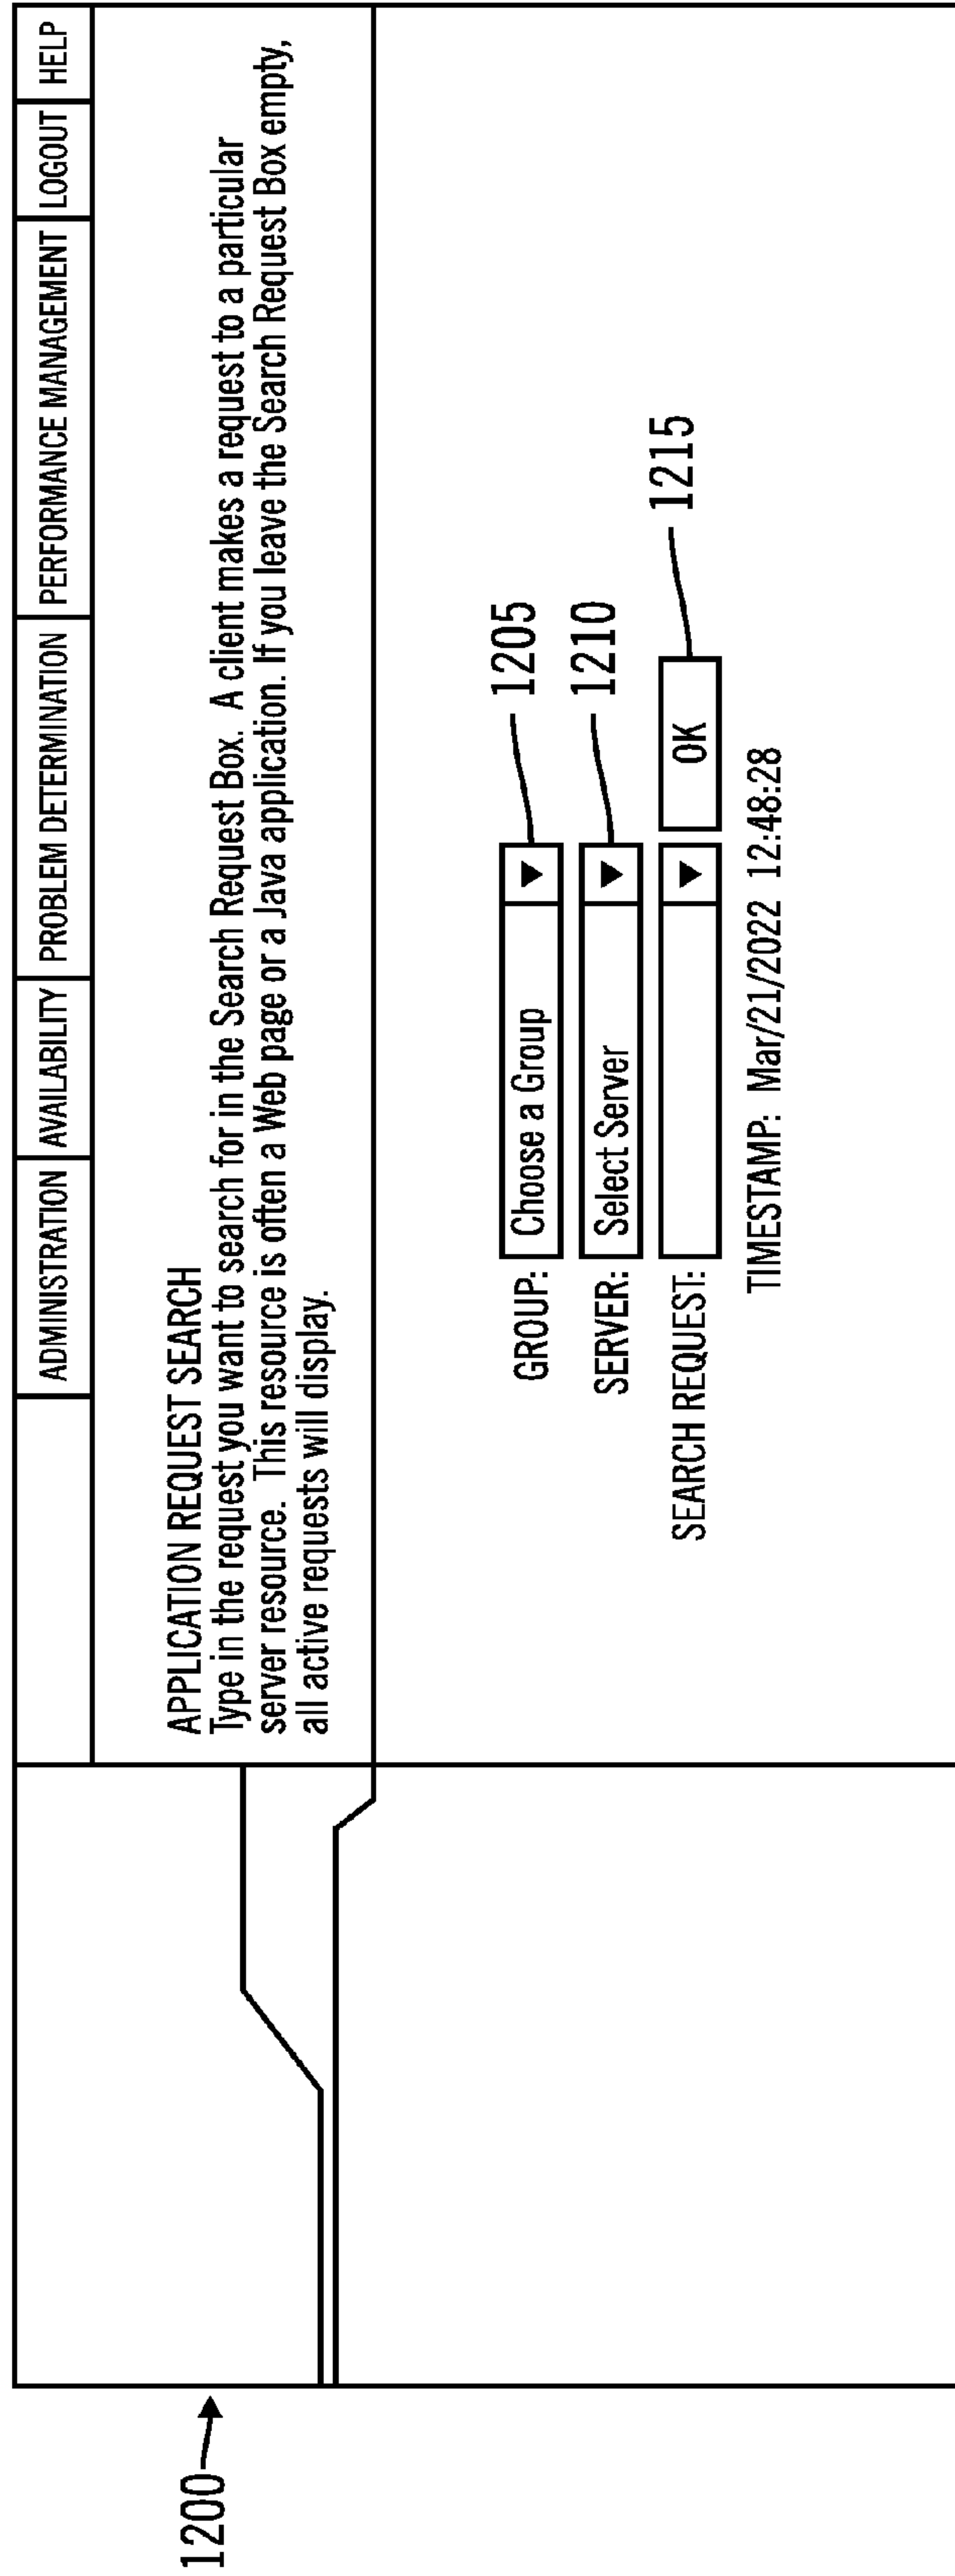 1200
ADMINISTRATION AVAILABILITY PROBLEM DETERMINATION PERFORMANCE MANAGEMENT LOGOUT HELP
APPLICATION REQUEST SEARCH
Type in the request you want to search for in the Search Request Box. A client makes a request to a particular
server resource. This resource is often a Web page or a Java application. If you leave the Search Request Box empty,
all active requests will display.
GROUP: Choose a Group 1205
SERVER: Select Server 1210
SEARCH REQUEST: OK 1215
TIMESTAMP: Mar/21/2022 12:48:28